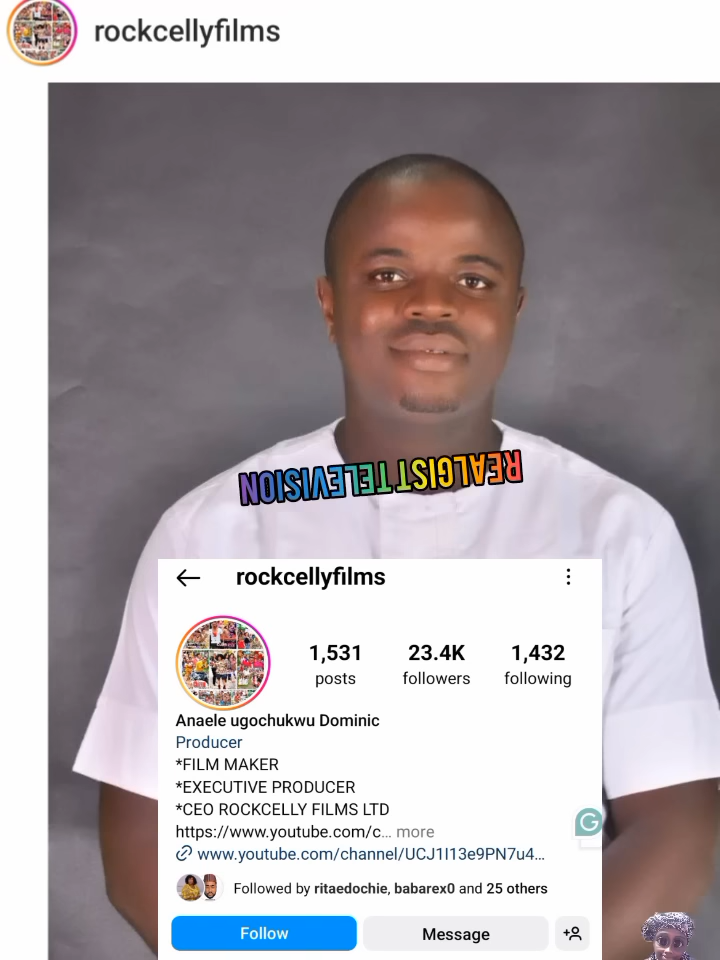 rockcellyfilms
REALGIST TELEVISION
rockcellyfilms
1,531 23.4K 1,432
posts followers following
Anaele ugochukwu Dominic
Producer
*FILM MAKER
*EXECUTIVE PRODUCER
*CEO ROCKCELLY FILMS LTD
https://www.youtube.com/c... more
www.youtube.com/channel/UCJ1I13e9PN7u4...
Followed by ritaedochie, babarex0 and 25 others
Follow Message